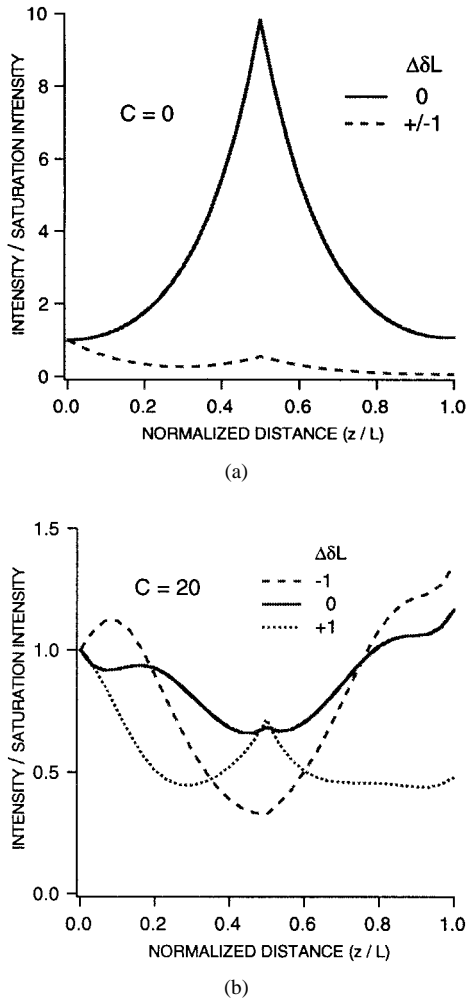 10
8
6
4
2
0
INTENSITY / SATURATION INTENSITY
C = 0
ΔδL
0
+/-1
0.0 0.2 0.4 0.6 0.8 1.0
NORMALIZED DISTANCE (z / L)
(a)
1.5
1.0
0.5
0.0
INTENSITY / SATURATION INTENSITY
C = 20
ΔδL
-1
0
+1
0.0 0.2 0.4 0.6 0.8 1.0
NORMALIZED DISTANCE (z / L)
(b)